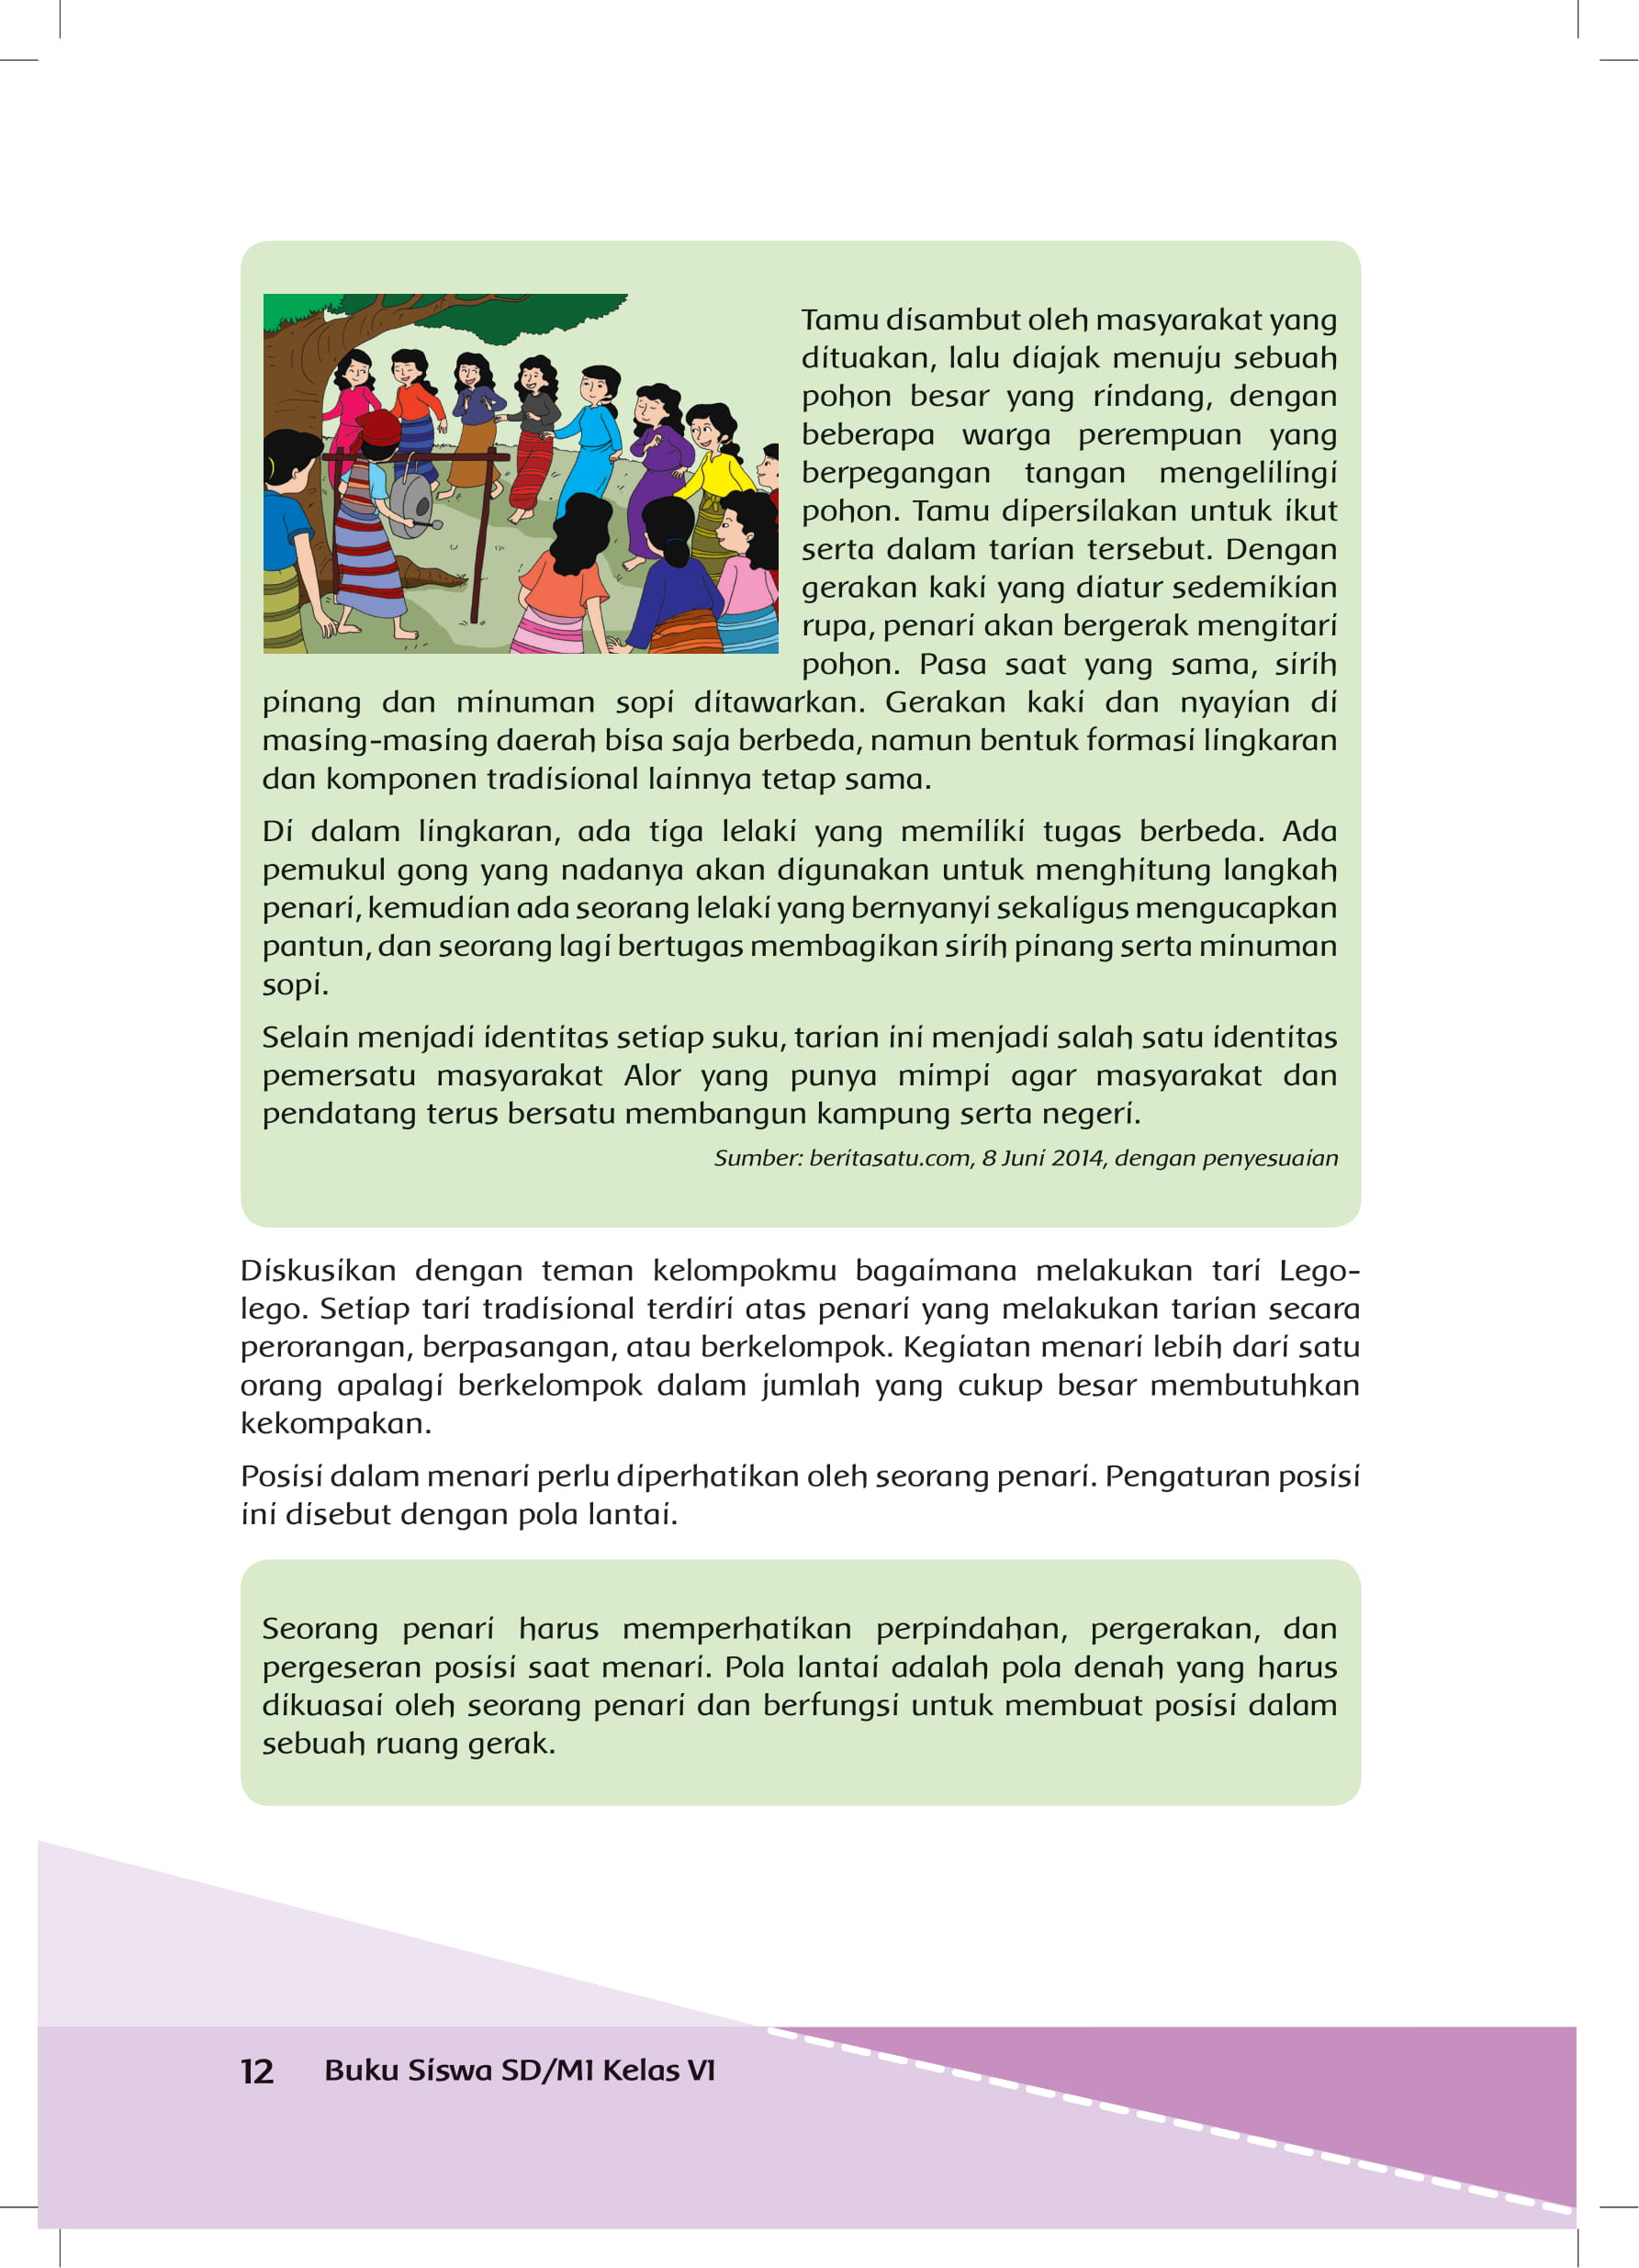 Tamu disambut oleh masyarakat yang
dituakan, lalu diajak menuju sebuah
pohon besar yang rindang, dengan
beberapa warga perempuan yang
berpegangan tangan mengelilingi
pohon. Tamu dipersilakan untuk ikut
serta dalam tarian tersebut. Dengan
gerakan kaki yang diatur sedemikian
rupa, penari akan bergerak mengitari
pohon. Pasa saat yang sama, sirih
pinang dan minuman sopi ditawarkan. Gerakan kaki dan nyayian di
masing-masing daerah bisa saja berbeda, namun bentuk formasi lingkaran
dan komponen tradisional lainnya tetap sama.
Di dalam lingkaran, ada tiga lelaki yang memiliki tugas berbeda. Ada
pemukul gong yang nadanya akan digunakan untuk menghitung langkah
penari, kemudian ada seorang lelaki yang bernyanyi sekaligus mengucapkan
pantun, dan seorang lagi bertugas membagikan sirih pinang serta minuman
sopi.
Selain menjadi identitas setiap suku, tarian ini menjadi salah satu identitas
pemersatu masyarakat Alor yang punya mimpi agar masyarakat dan
pendatang terus bersatu membangun kampung serta negeri.
Sumber: beritasatu.com, 8 Juni 2014, dengan penyesuaian
Diskusikan dengan teman kelompokmu bagaimana melakukan tari Lego-
lego. Setiap tari tradisional terdiri atas penari yang melakukan tarian secara
perorangan, berpasangan, atau berkelompok. Kegiatan menari lebih dari satu
orang apalagi berkelompok dalam jumlah yang cukup besar membutuhkan
kekompakan.
Posisi dalam menari perlu diperhatikan oleh seorang penari. Pengaturan posisi
ini disebut dengan pola lantai.
Seorang penari harus memperhatikan perpindahan, pergerakan, dan
pergeseran posisi saat menari. Pola lantai adalah pola denah yang harus
dikuasai oleh seorang penari dan berfungsi untuk membuat posisi dalam
sebuah ruang gerak.
12 Buku Siswa SD/MI Kelas VI